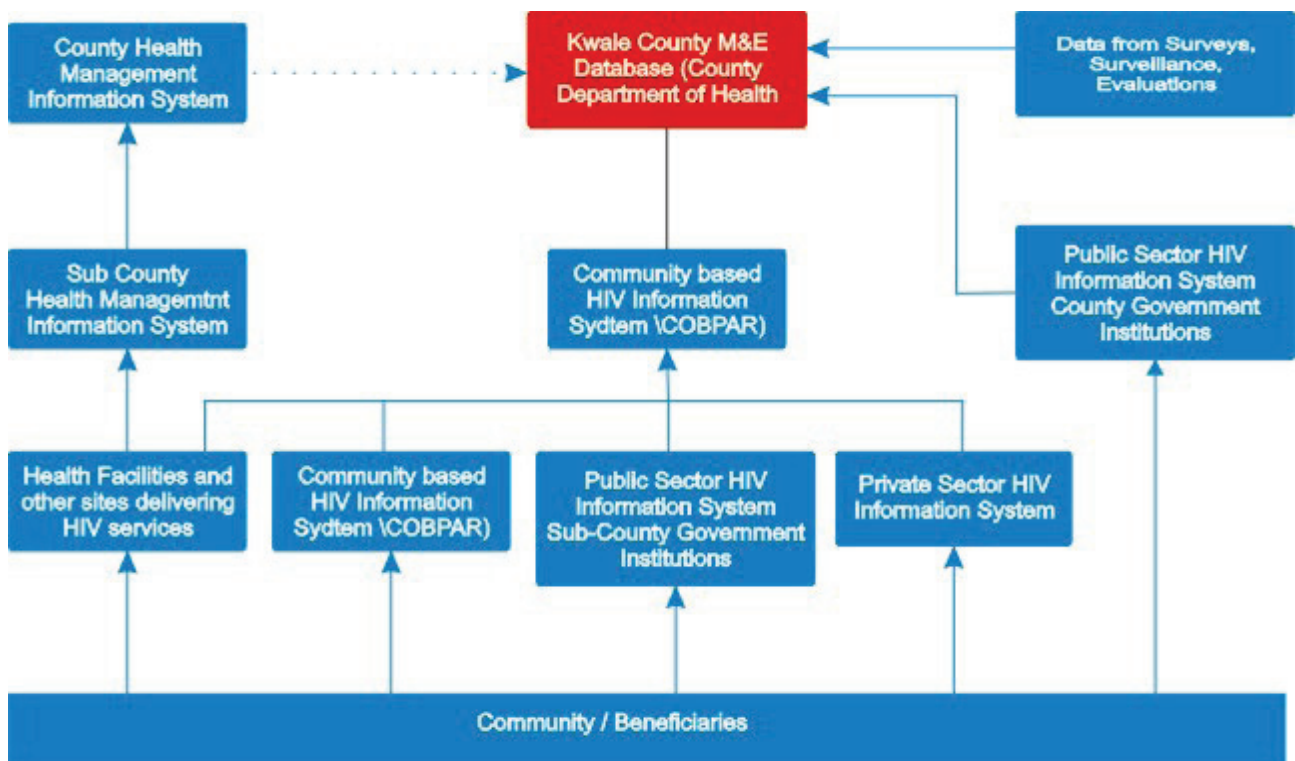 County Health
Management
Information System
Kwale County M&E
Database (County
Department of Health
Data from Surveys,
Surveillance,
Evaluations
Sub County
Health Managemtnt
Information System
Community based
HIV Information
Sydtem \COBPAR)
Public Sector HIV
Information System
County Government
Institutions
Health Facilities and
other sites delivering
HIV services
Community based
HIV Information
Sydtem \COBPAR)
Public Sector HIV
Information System
Sub-County Government
Institutions
Private Sector HIV
Information System
Community / Beneficiaries